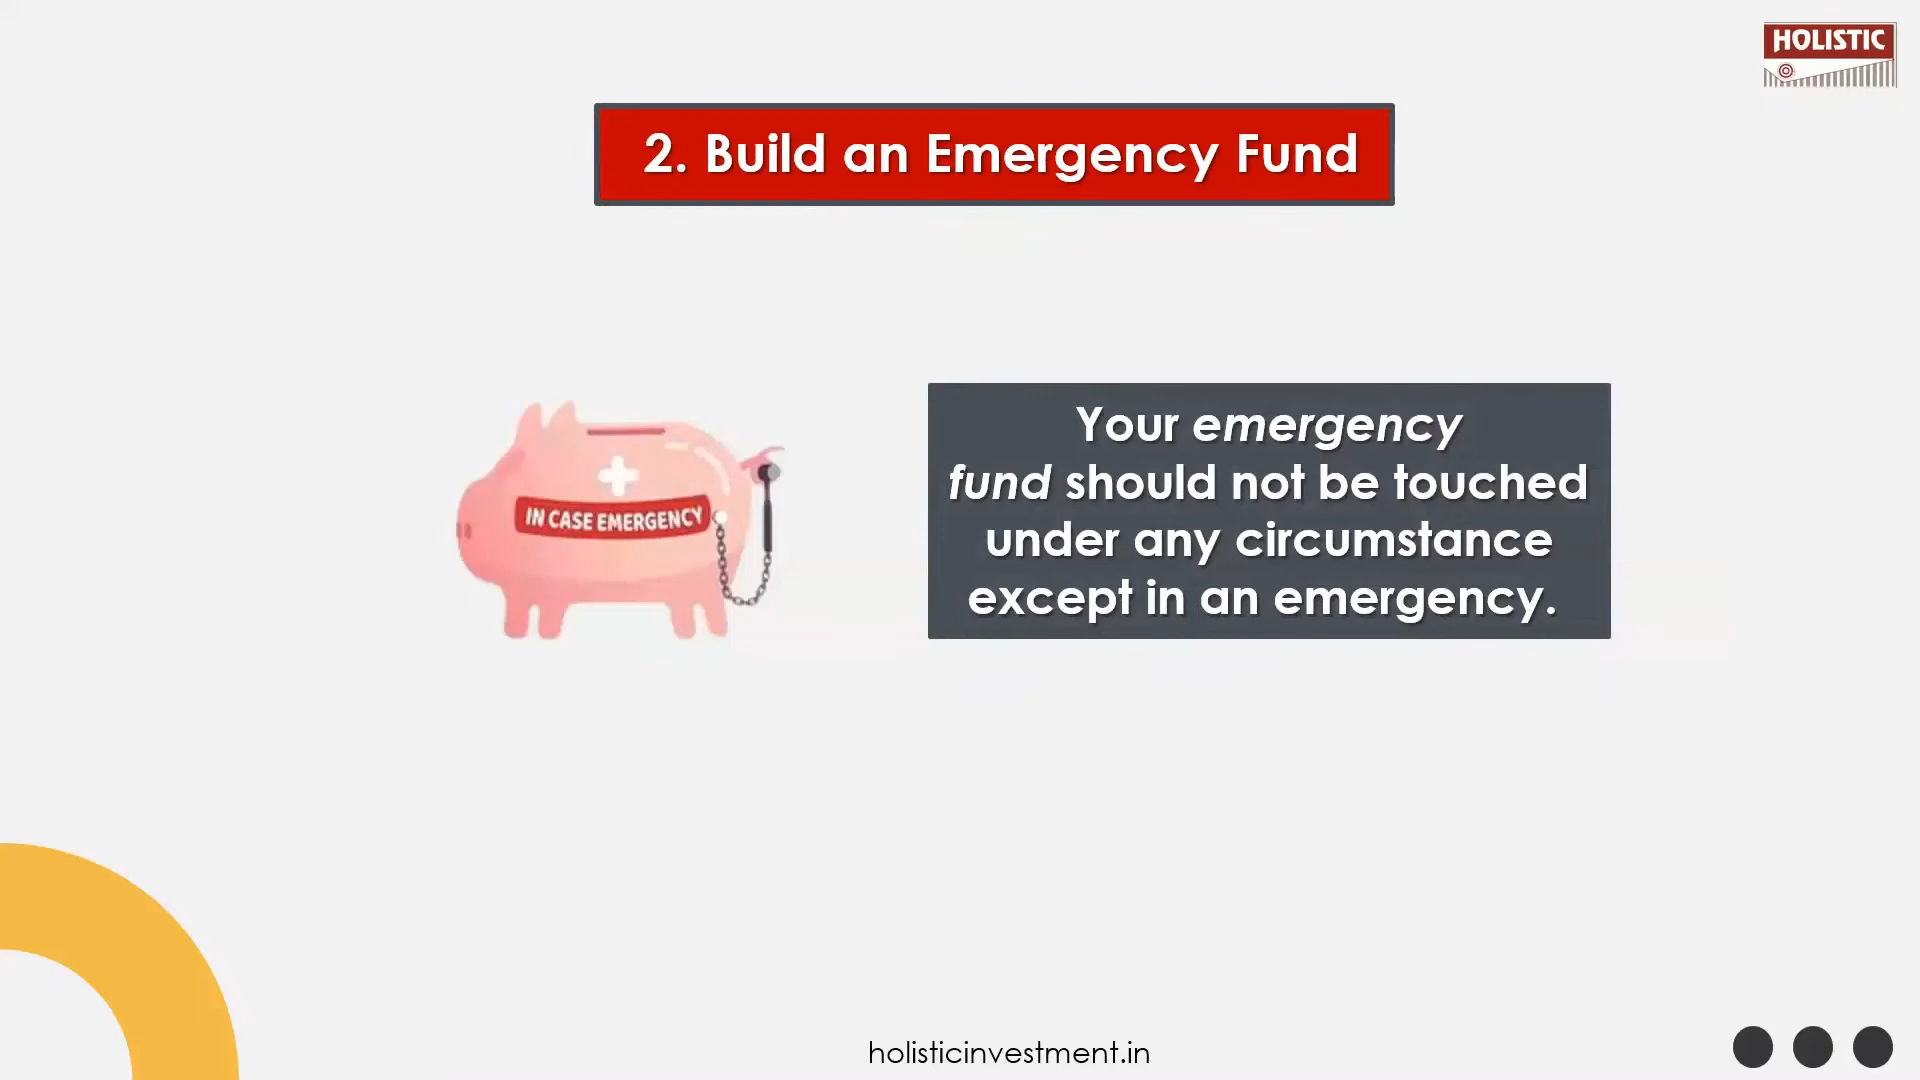 HOLISTIC
2. Build an Emergency Fund
IN CASE EMERGENCY
Your emergency
fund should not be touched
under any circumstance
except in an emergency.
holisticinvestment.in